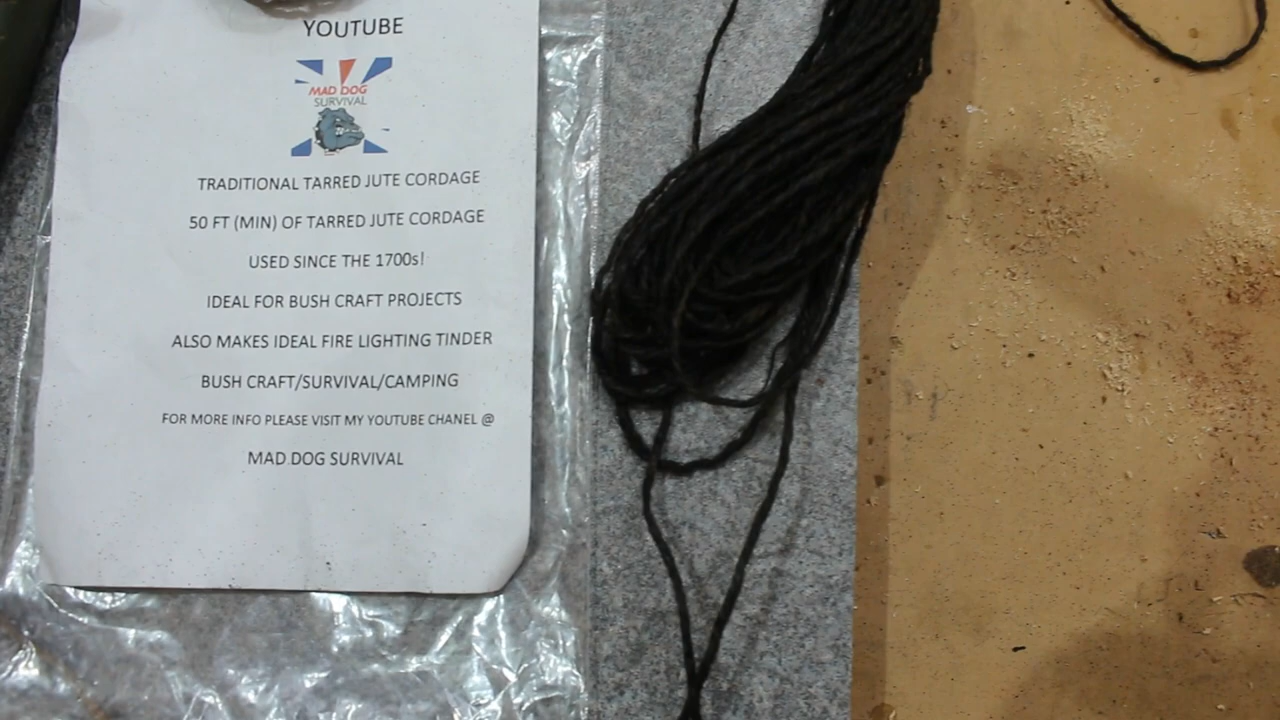 YOUTUBE
MAD DOG
SURVIVAL
TRADITIONAL TARRED JUTE CORDAGE
50 FT (MIN) OF TARRED JUTE CORDAGE
USED SINCE THE 1700s!
IDEAL FOR BUSH CRAFT PROJECTS
ALSO MAKES IDEAL FIRE LIGHTING TINDER
BUSH CRAFT/SURVIVAL/CAMPING
FOR MORE INFO PLEASE VISIT MY YOUTUBE CHANEL @
MAD DOG SURVIVAL